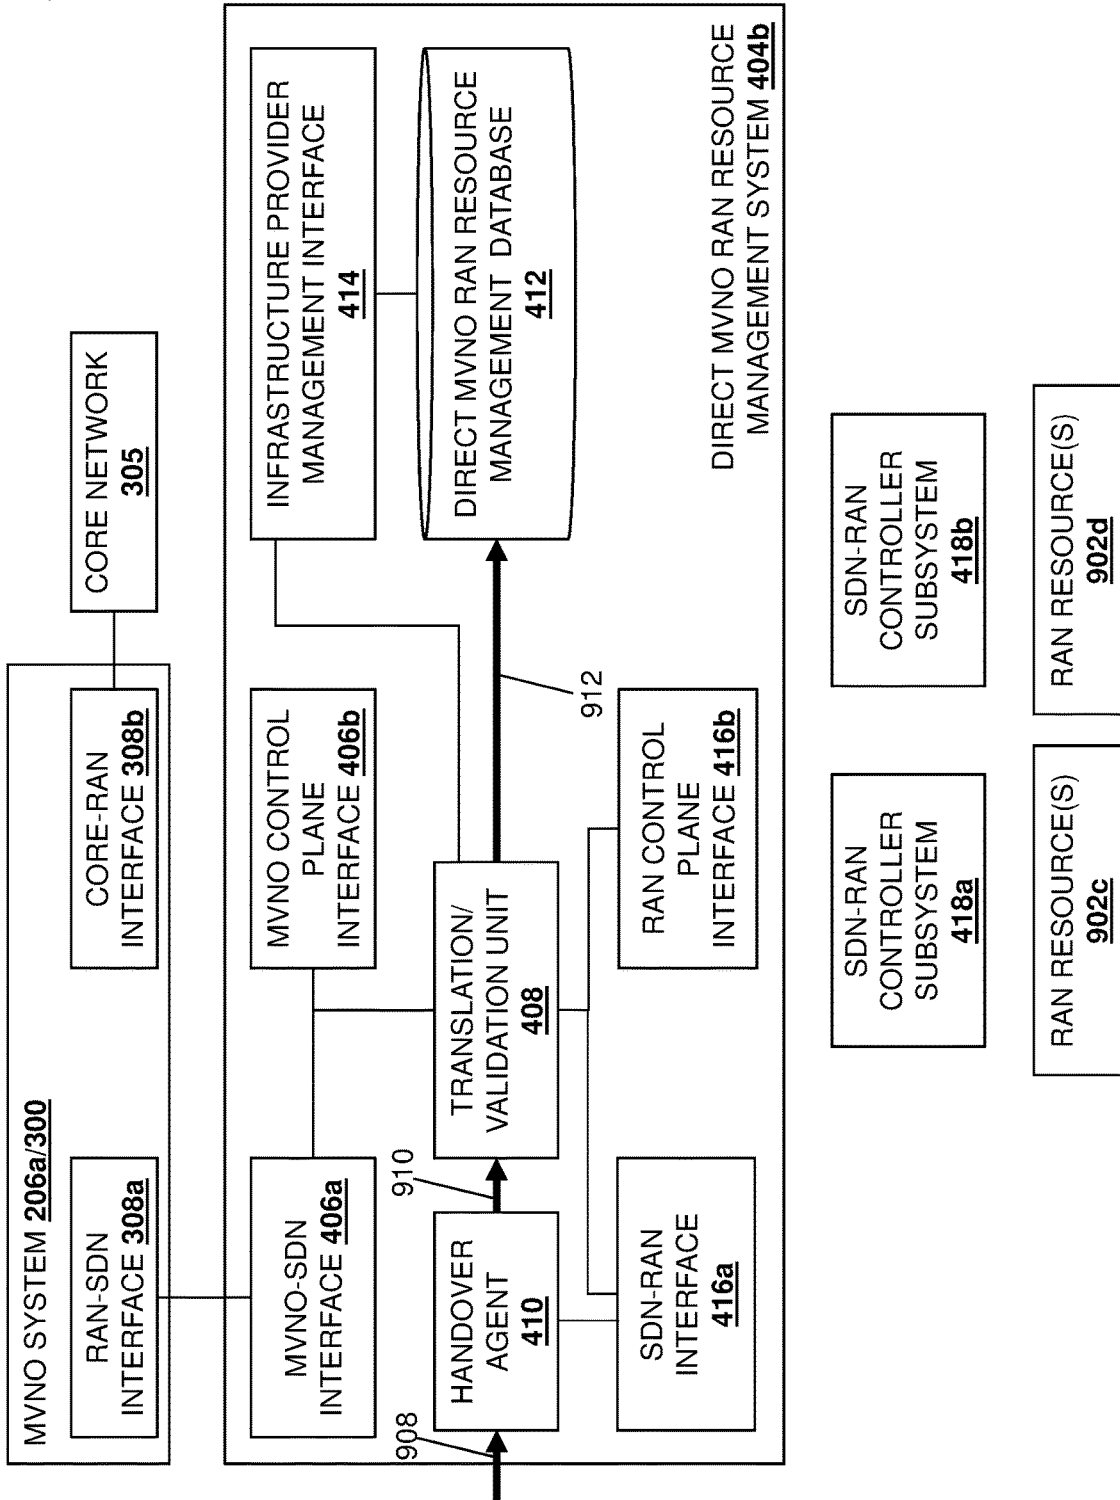 MVNO SYSTEM 206a/300
RAN-SDN
INTERFACE 308a
CORE-RAN
INTERFACE 308b
CORE NETWORK
305
MVNO-SDN
INTERFACE 406a
MVNO CONTROL
PLANE
INTERFACE 406b
INFRASTRUCTURE PROVIDER
MANAGEMENT INTERFACE
414
908
HANDOVER
AGENT
410
910
TRANSLATION/
VALIDATION UNIT
408
912
DIRECT MVNO RAN RESOURCE
MANAGEMENT DATABASE
412
SDN-RAN
INTERFACE
416a
RAN CONTROL
PLANE
INTERFACE 416b
DIRECT MVNO RAN RESOURCE
MANAGEMENT SYSTEM 404b
SDN-RAN
CONTROLLER
SUBSYSTEM
418a
SDN-RAN
CONTROLLER
SUBSYSTEM
418b
RAN RESOURCE(S)
902c
RAN RESOURCE(S)
902d